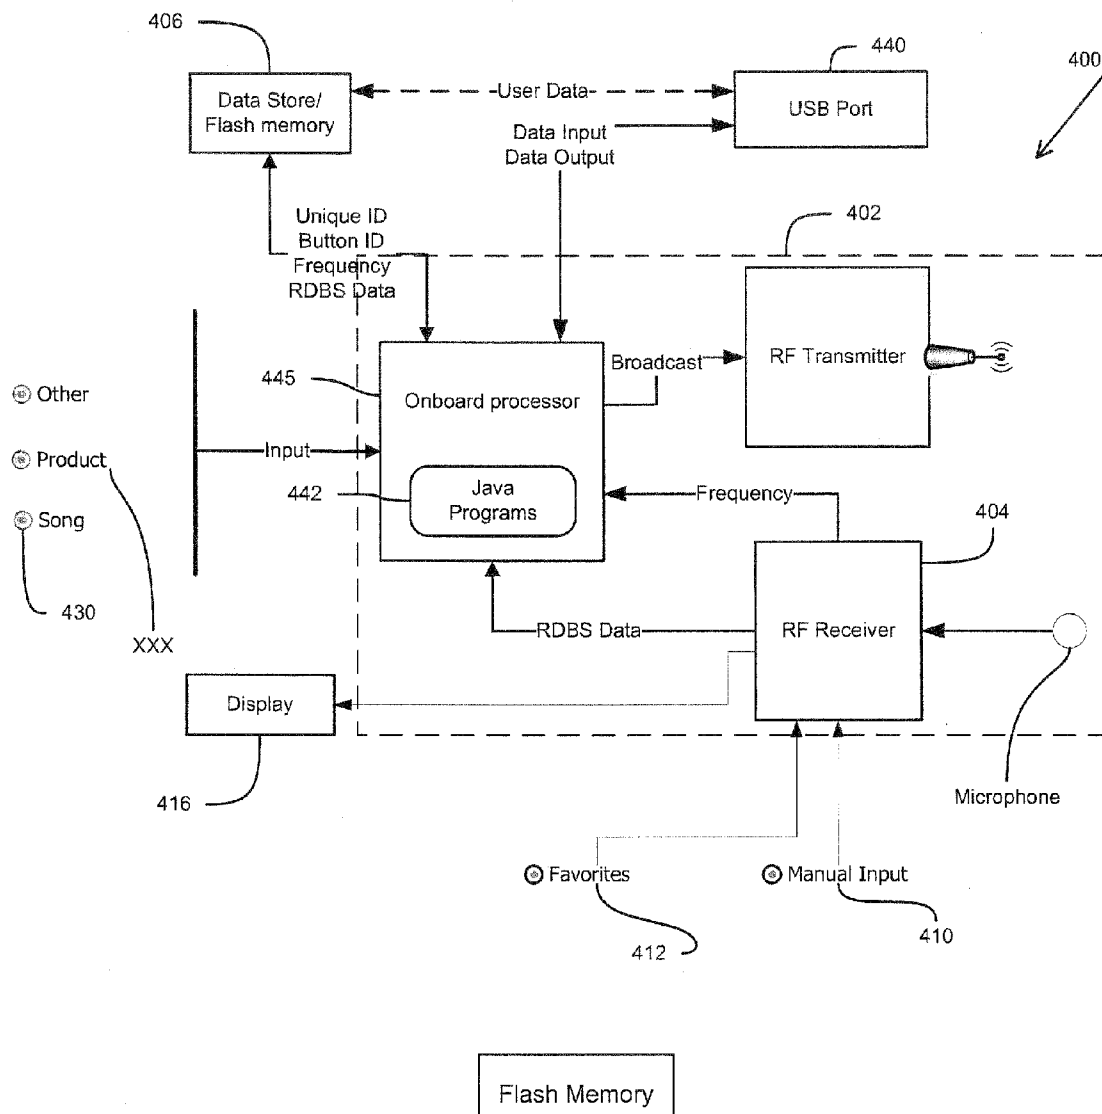 406
440
400
Data Store/
Flash memory
User Data
USB Port
Data Input
Data Output
402
Unique ID
Button ID
Frequency
RDBS Data
RF Transmitter
Broadcast
445
Onboard processor
Other
Input
Product
442
Java
Programs
Frequency
404
Song
430
XXX
RDBS Data
RF Receiver
Display
416
Microphone
Favorites
Manual Input
412
410
Flash Memory